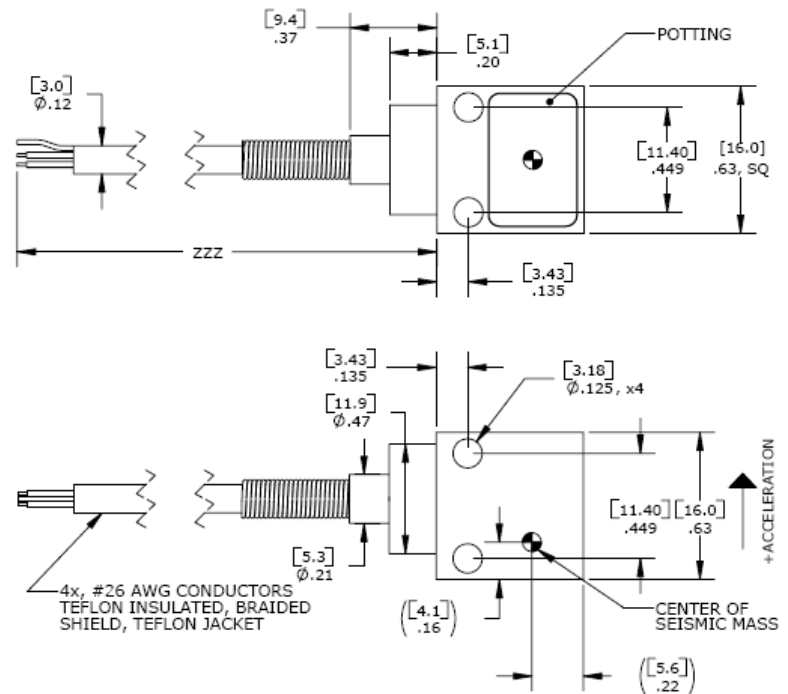 [9.4]
.37
[5.1]
.20
POTTING
[3.0]
Ø.12
[11.40]
.449
[16.0]
.63, SQ
ZZZ
[3.43]
.135
[3.43]
.135
[3.18]
Ø.125, x4
[11.9]
Ø.47
[11.40]
.449
[16.0]
.63
+ACCELERATION
[5.3]
Ø.21
4x, #26 AWG CONDUCTORS
TEFLON INSULATED, BRAIDED
SHIELD, TEFLON JACKET
([4.1]
.16)
CENTER OF
SEISMIC MASS
([5.6]
.22)